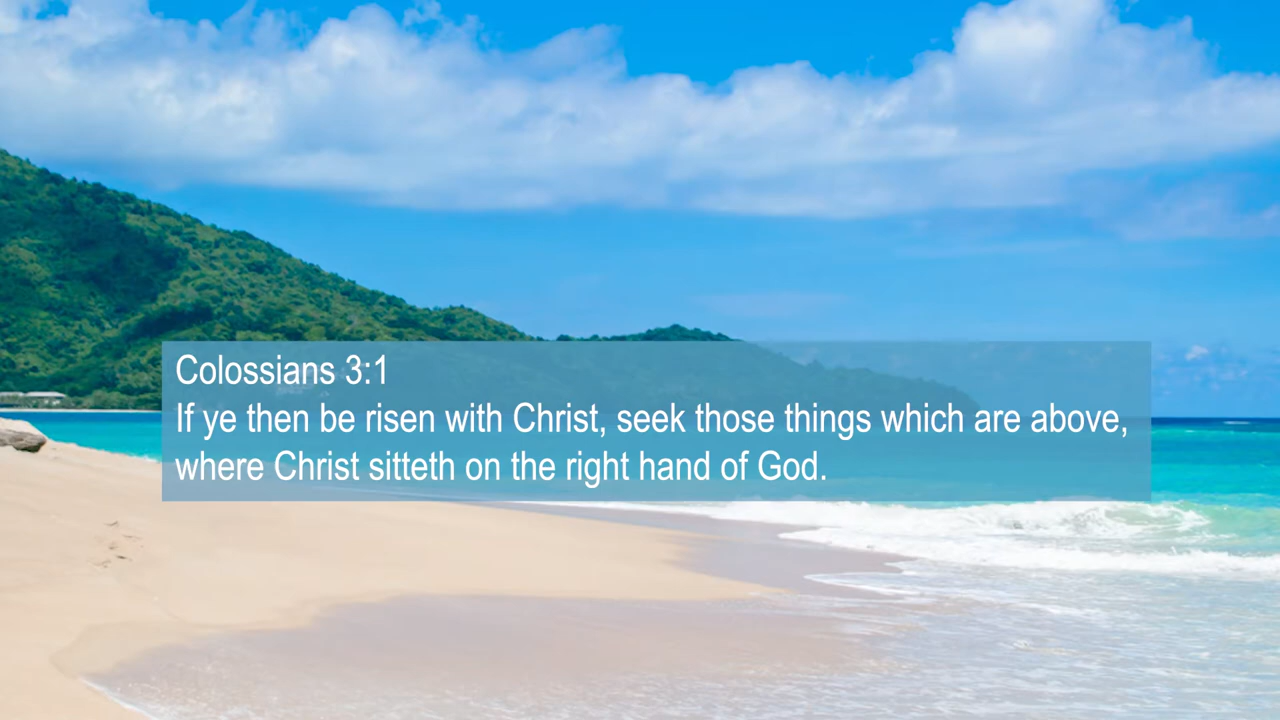 Colossians 3:1
If ye then be risen with Christ, seek those things which are above,
where Christ sitteth on the right hand of God.